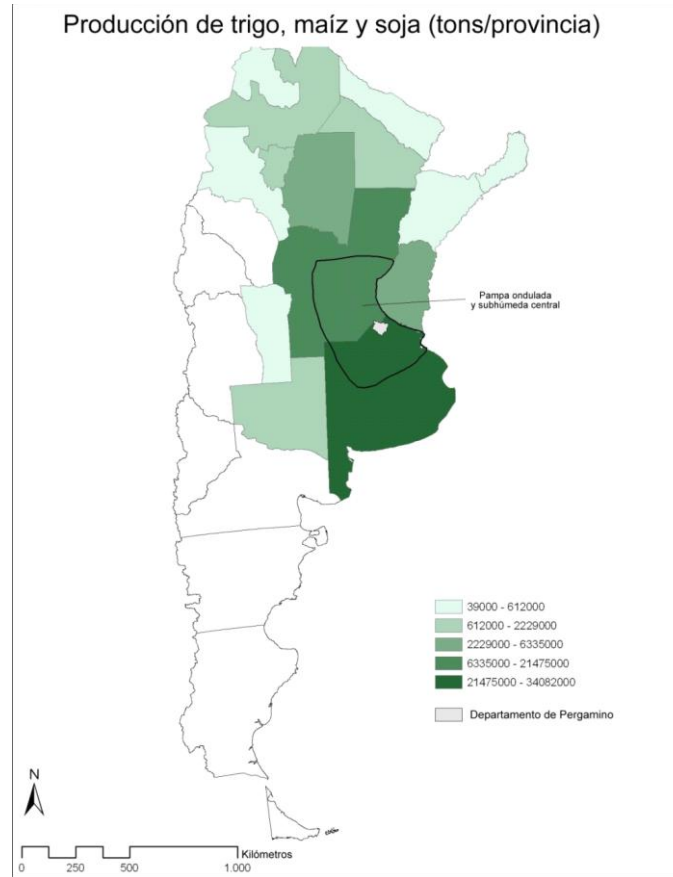 Producción de trigo, maíz y soja (tons/provincia)
Pampa ondulada
y subhúmeda central
39000 - 612000
612000 - 2229000
2229000 - 6335000
6335000 - 21475000
21475000 - 34082000
Departamento de Pergamino
N
Kilómetros
0 250 500 1.000